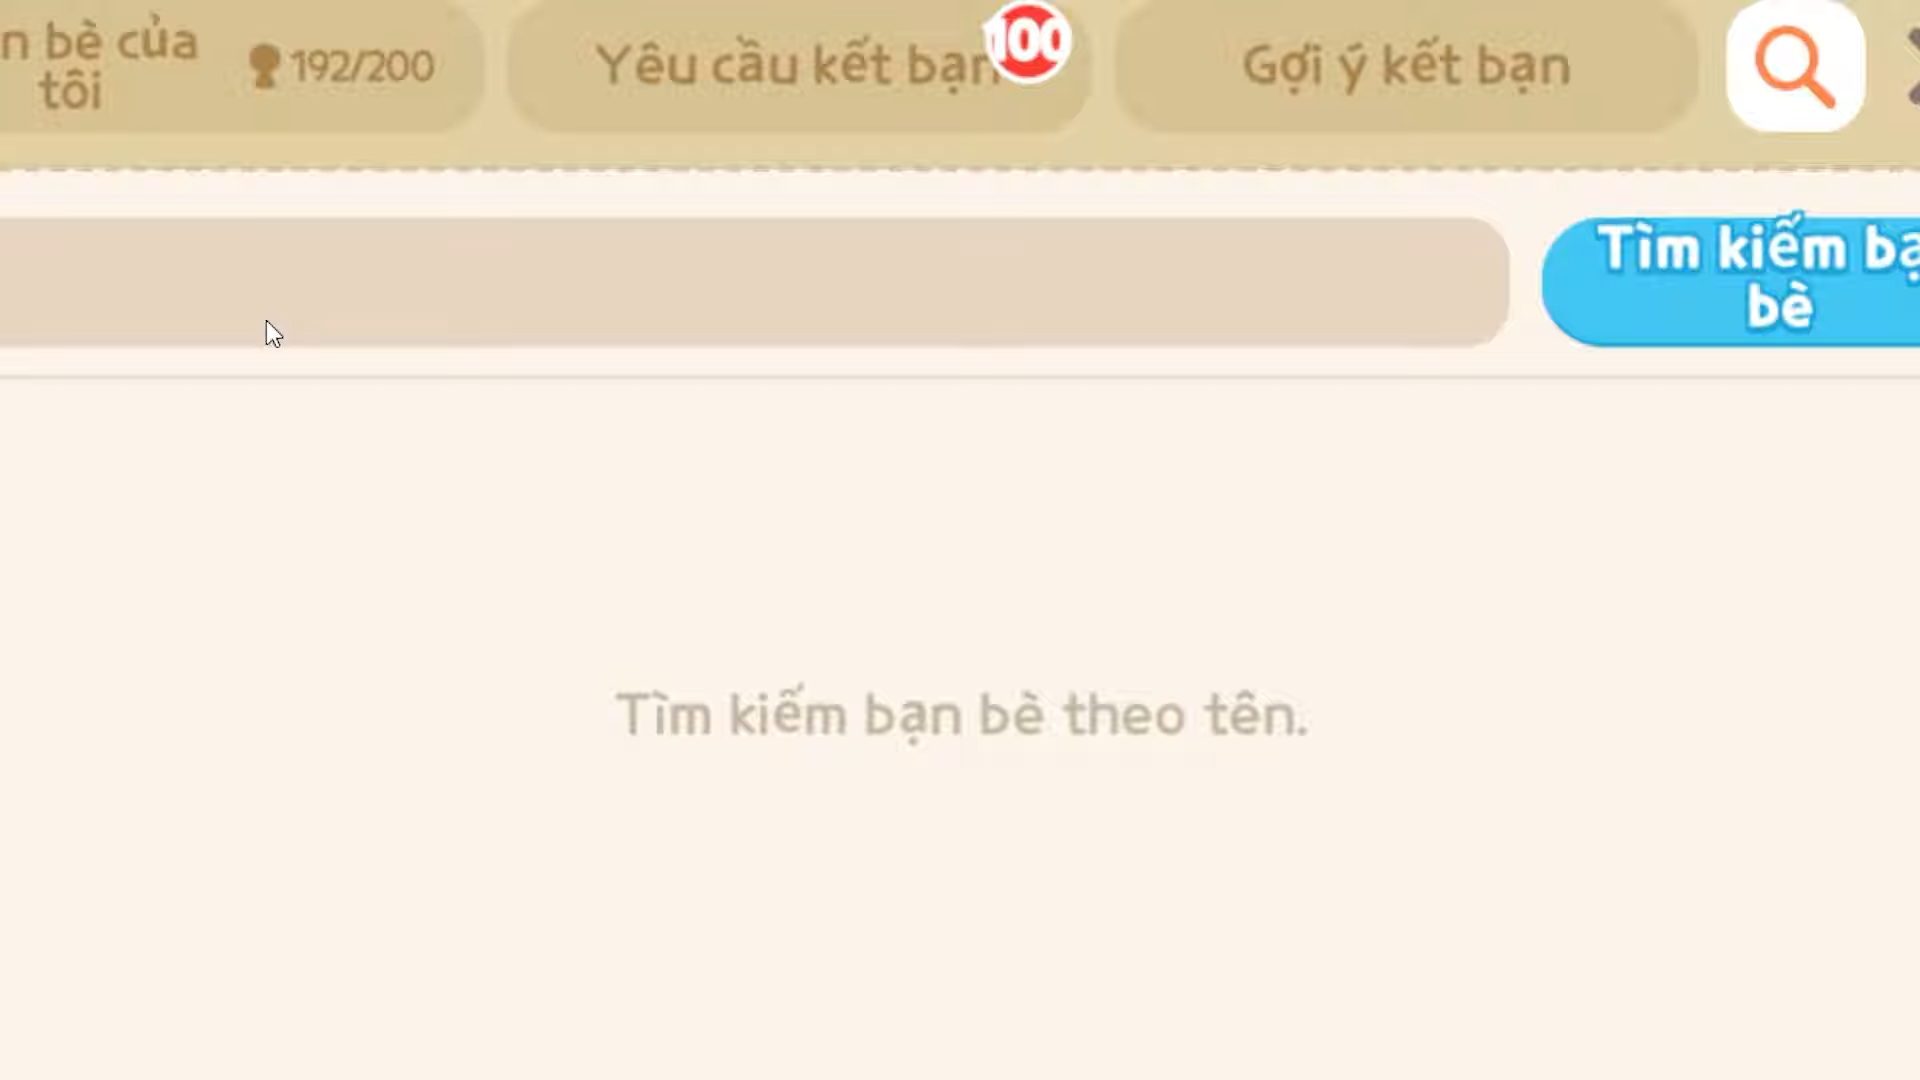 n bè của
tôi
192/200
Yêu cầu kết bạn
100
Gợi ý kết bạn
Tìm kiếm bạ
bè
Tìm kiếm bạn bè theo tên.